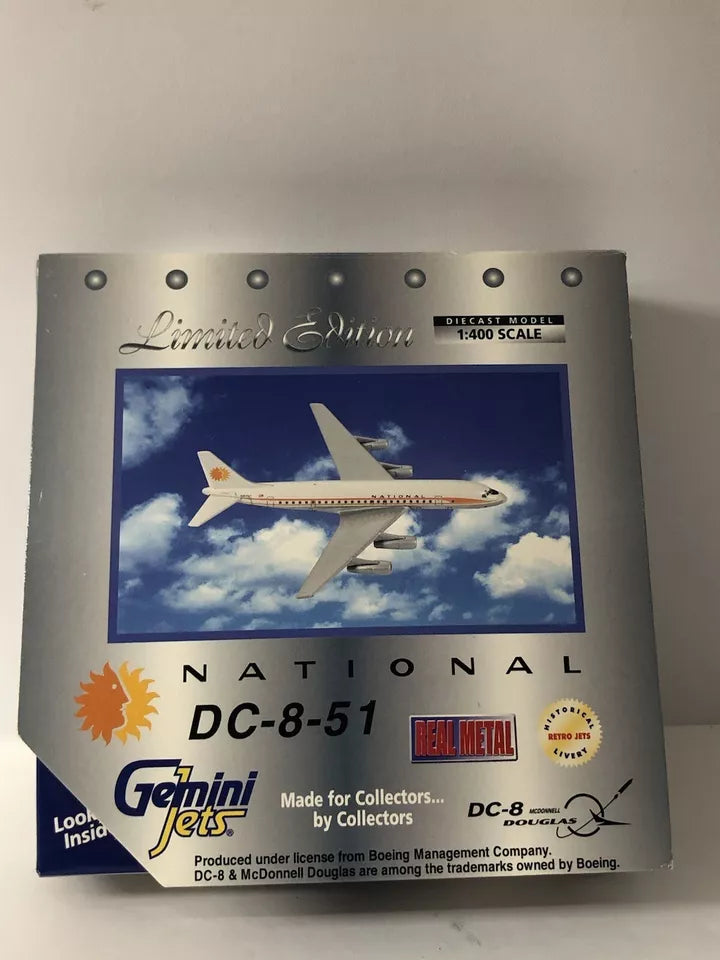 Limited Edition
DIECAST MODEL
1:400 SCALE
NATIONAL
NATIONAL
DC-8-51
REAL METAL
HISTORICAL
RETRO JETS
LIVERY
Gemini
Jets®
Look
Insid
Made for Collectors...
by Collectors
DC-8 MCDONNELL
DOUGLAS
Produced under license from Boeing Management Company.
DC-8 & McDonnell Douglas are among the trademarks owned by Boeing.